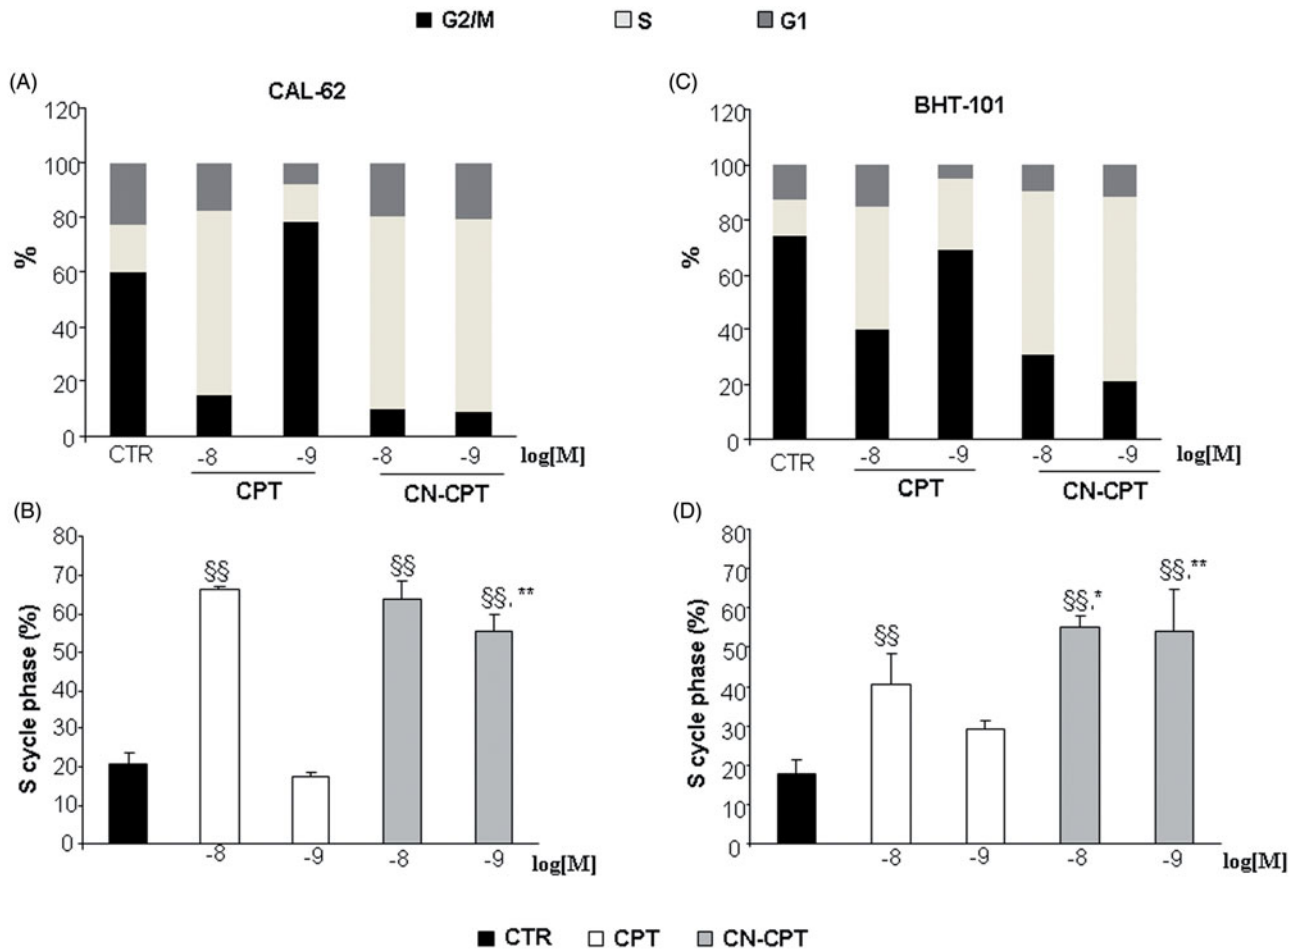 G2/M S G1
(A) CAL-62
120
100
80
60
40
20
0
%
CTR -8 -9 -8 -9 log[M]
CPT CN-CPT
(C) BHT-101
120
100
80
60
40
20
0
%
CTR -8 -9 -8 -9 log[M]
CPT CN-CPT
(B)
80
70
60
50
40
30
20
10
0
S cycle phase (%)
§§ §§ §§, **
-8 -9 -8 -9 log[M]
(D)
80
70
60
50
40
30
20
10
0
S cycle phase (%)
§§ §§,* §§,**
-8 -9 -8 -9 log[M]
CTR CPT CN-CPT